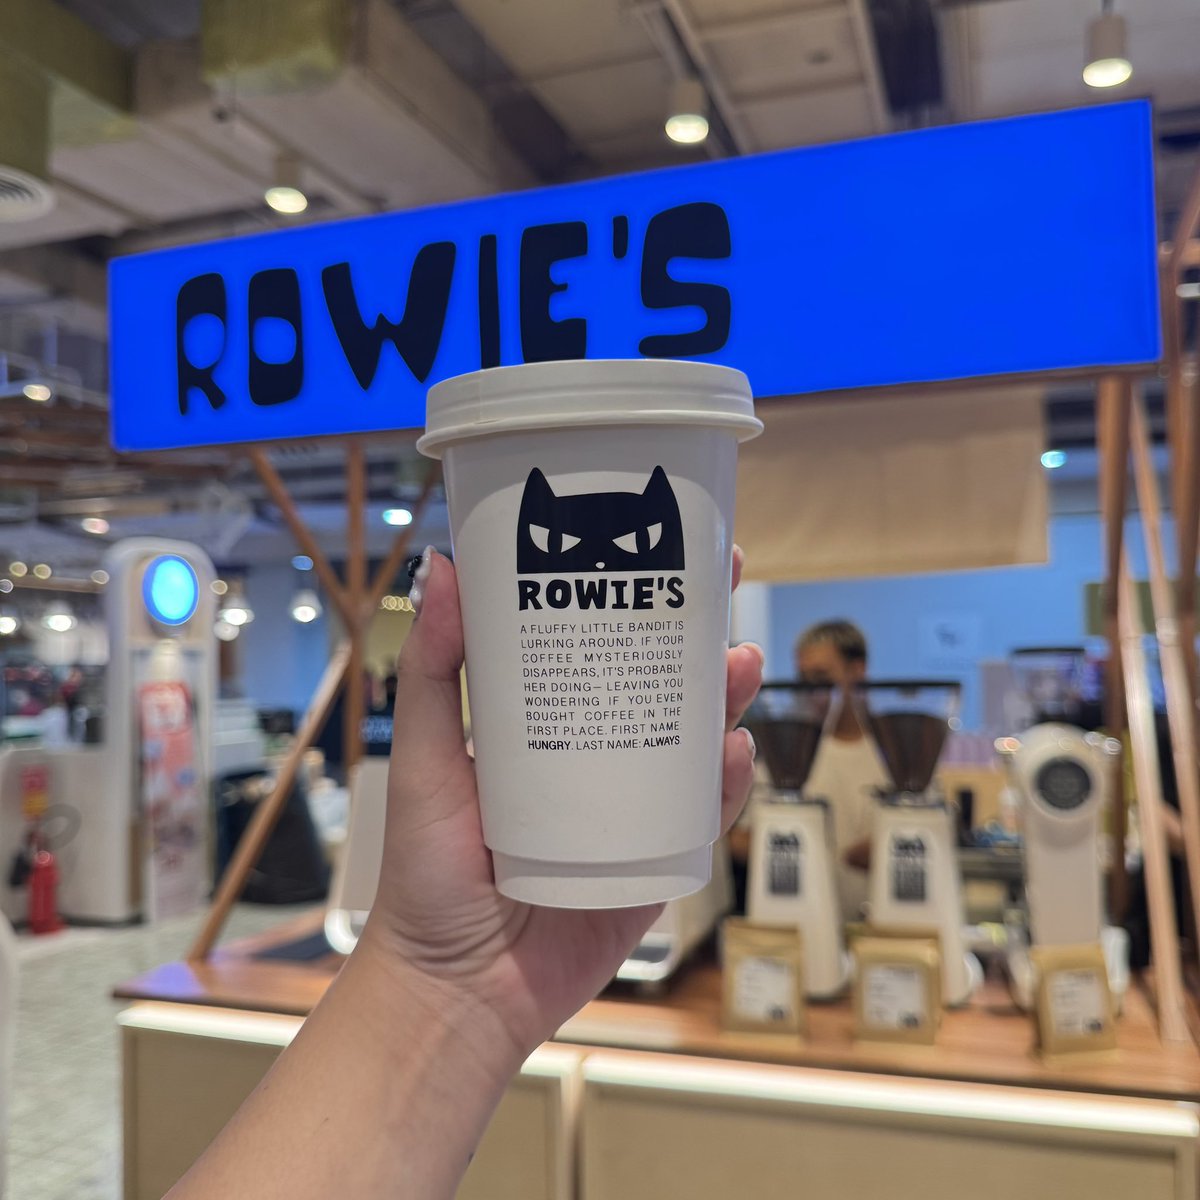 ROWIE'S
ROWIE'S
A FLUFFY LITTLE BANDIT IS
LURKING AROUND. IF YOUR
COFFEE MYSTERIOUSLY
DISAPPEARS, IT'S PROBABLY
HER DOING— LEAVING YOU
WONDERING IF YOU EVEN
BOUGHT COFFEE IN THE
FIRST PLACE. FIRST NAME:
HUNGRY. LAST NAME: ALWAYS.